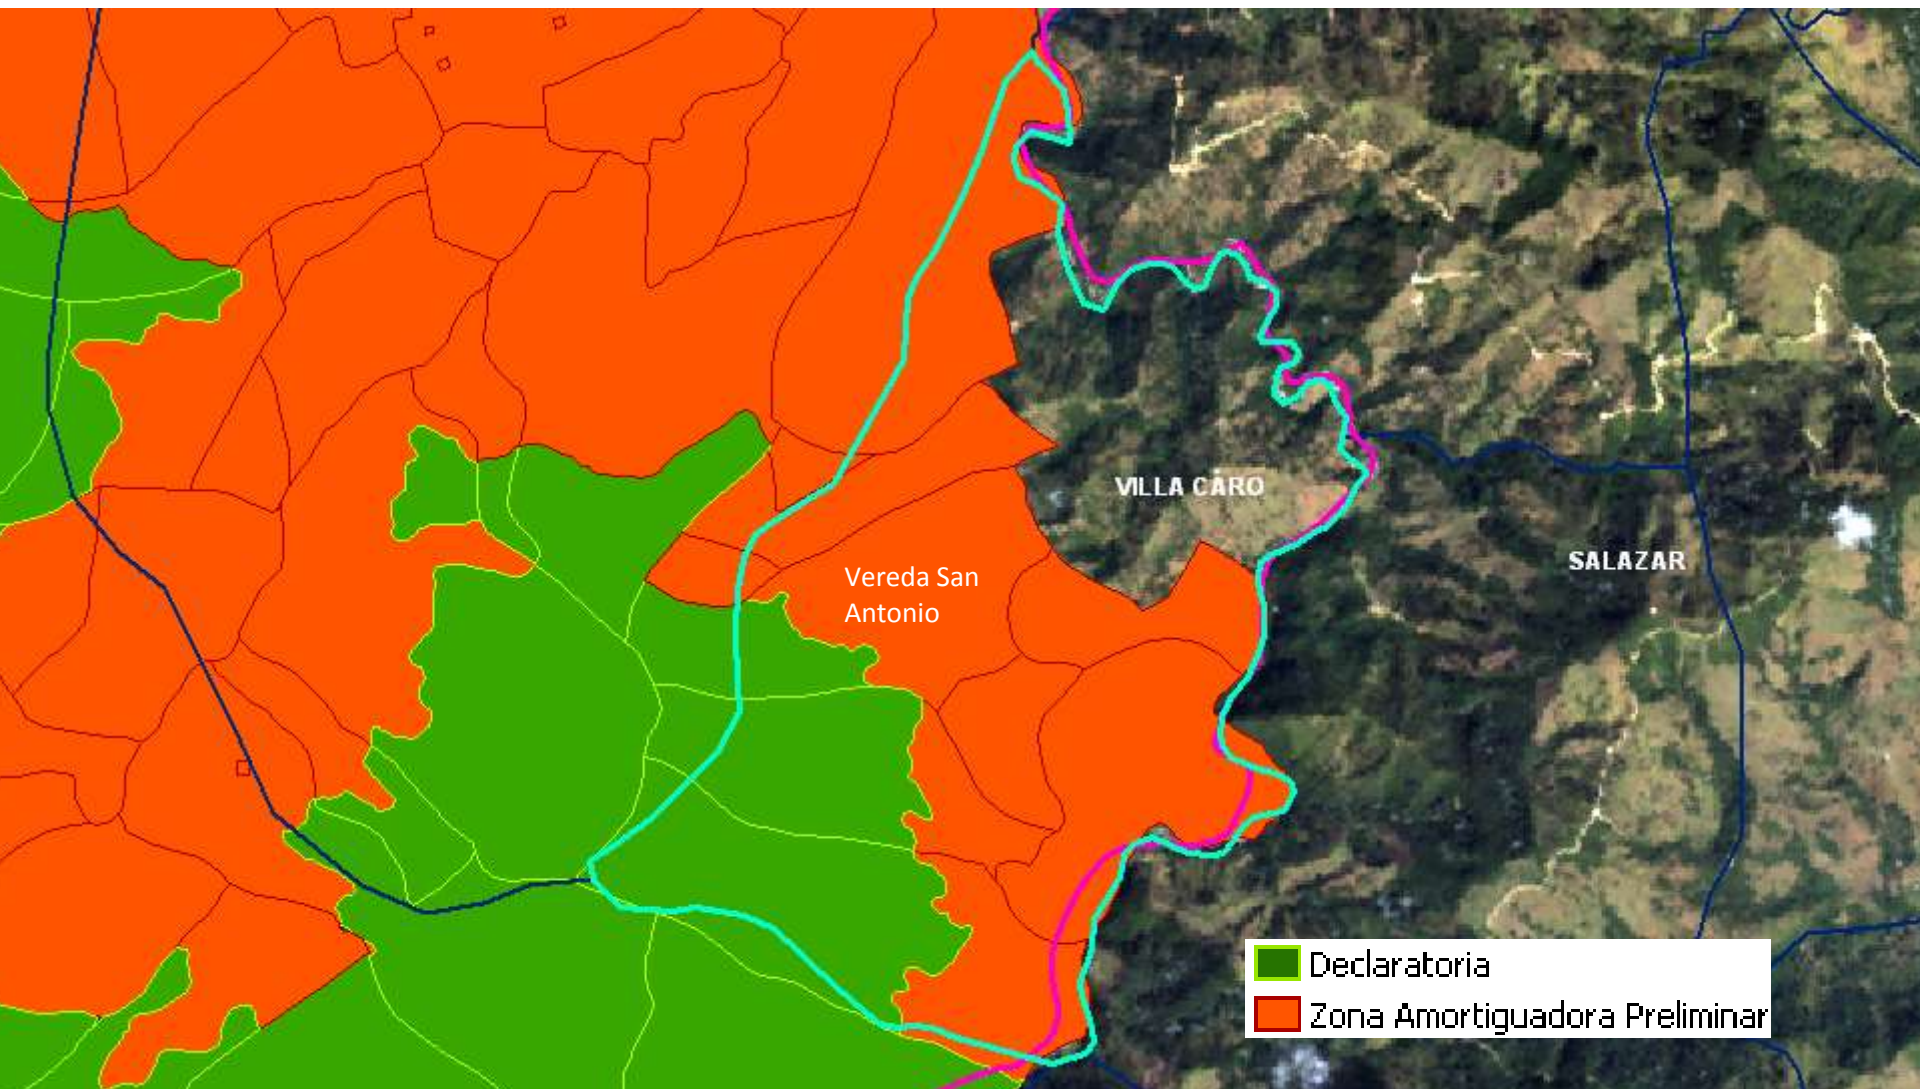 VILLA CARO
SALAZAR
Vereda San
Antonio
Declaratoria
Zona Amortiguadora Preliminar